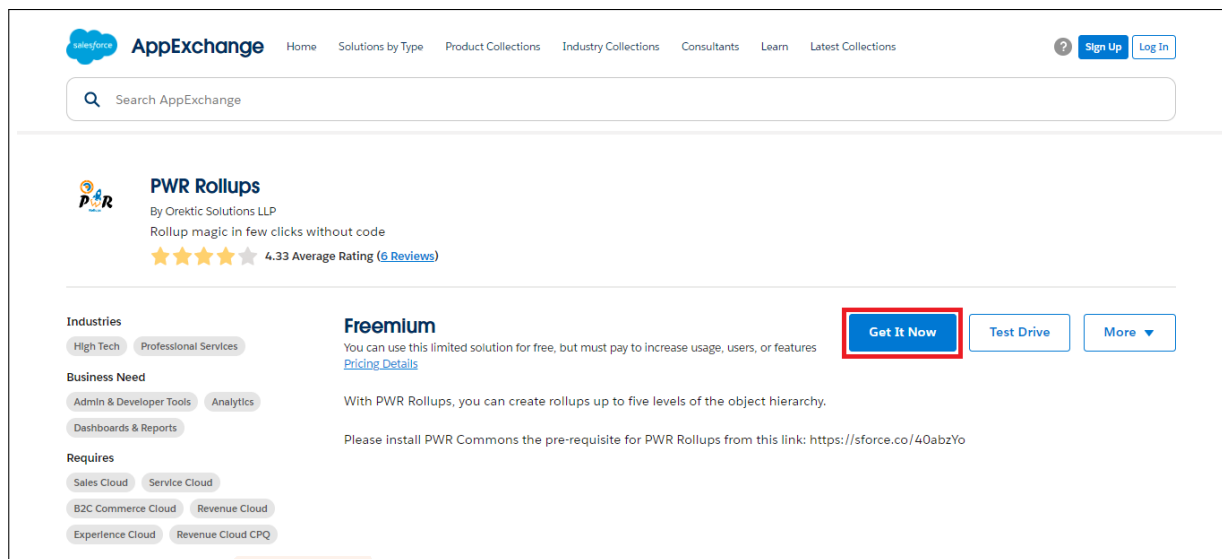 salesforce AppExchange Home Solutions by Type Product Collections Industry Collections Consultants Learn Latest Collections ? Sign Up Log In
Search AppExchange
PWR
PWR Rollups
By Orektic Solutions LLP
Rollup magic in few clicks without code
4.33 Average Rating (6 Reviews)
Industries
High Tech Professional Services
Business Need
Admin & Developer Tools Analytics
Dashboards & Reports
Requires
Sales Cloud Service Cloud
B2C Commerce Cloud Revenue Cloud
Experience Cloud Revenue Cloud CPQ
Freemium
You can use this limited solution for free, but must pay to increase usage, users, or features
Pricing Details
Get It Now Test Drive More
With PWR Rollups, you can create rollups up to five levels of the object hierarchy.
Please install PWR Commons the pre-requisite for PWR Rollups from this link: https://sforce.co/40abzYo